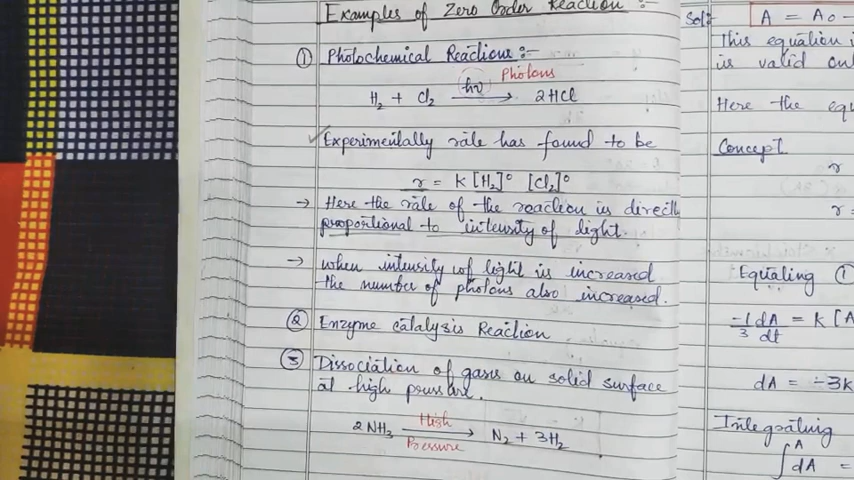 Examples of Zero Order Reaction :-
① Photochemical Reactions :-
Photons
H₂ + Cl₂ —hν→ 2HCl
Experimentally rate has found to be
r = K [H₂]° [Cl₂]°
→ Here the rate of the reaction is directl
proportional to intensity of light.
→ when intensity of light is increased
the number of photons also increased.
② Enzyme catalysis Reaction
③ Dissociation of gases on solid surface
at high pressure.
High
2NH₃ ⟶ N₂ + 3H₂
Pressure
Sol:
A = A₀ -
This equation i
is valid on
Here the equ
Concept
r
r =
Equating ①
-1/3 dA/dt = K [A
dA = -3K
Integrating
∫ᴬ dA =